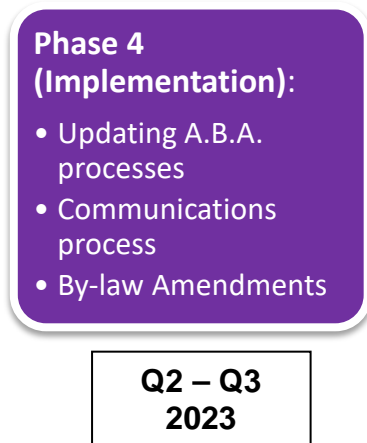 Phase 4
(Implementation):
• Updating A.B.A.
processes
• Communications
process
• By-law Amendments
Q2 – Q3
2023